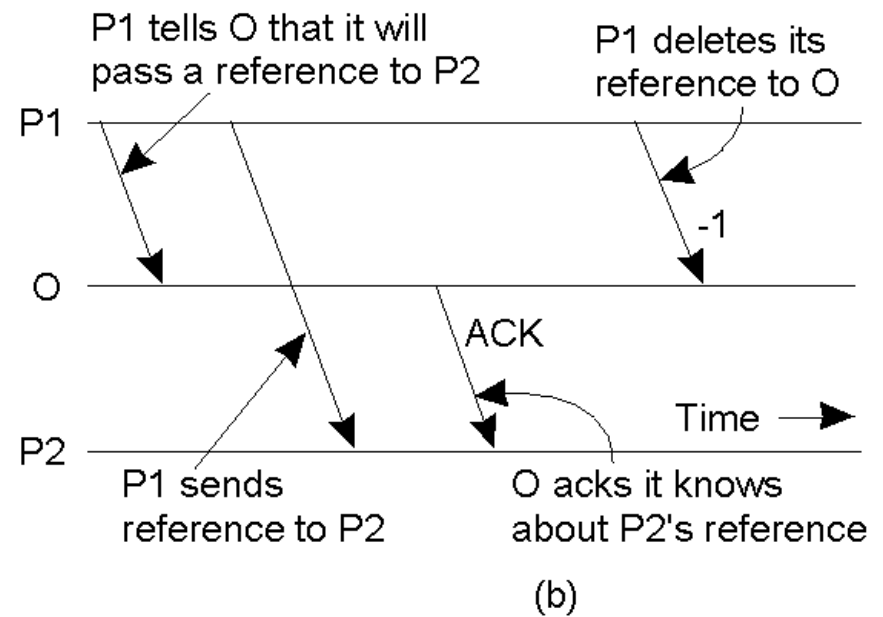 P1 tells O that it will
pass a reference to P2
P1 deletes its
reference to O
P1
-1
O
ACK
Time
P2
P1 sends
reference to P2
O acks it knows
about P2's reference
(b)